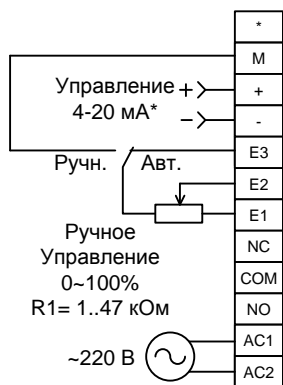 *
M
Управление +
+
4-20 мА*
−
-
Ручн. Авт.
E3
E2
E1
Ручное
Управление
0~100%
R1= 1..47 кОм
NC
COM
NO
~220 В
AC1
AC2